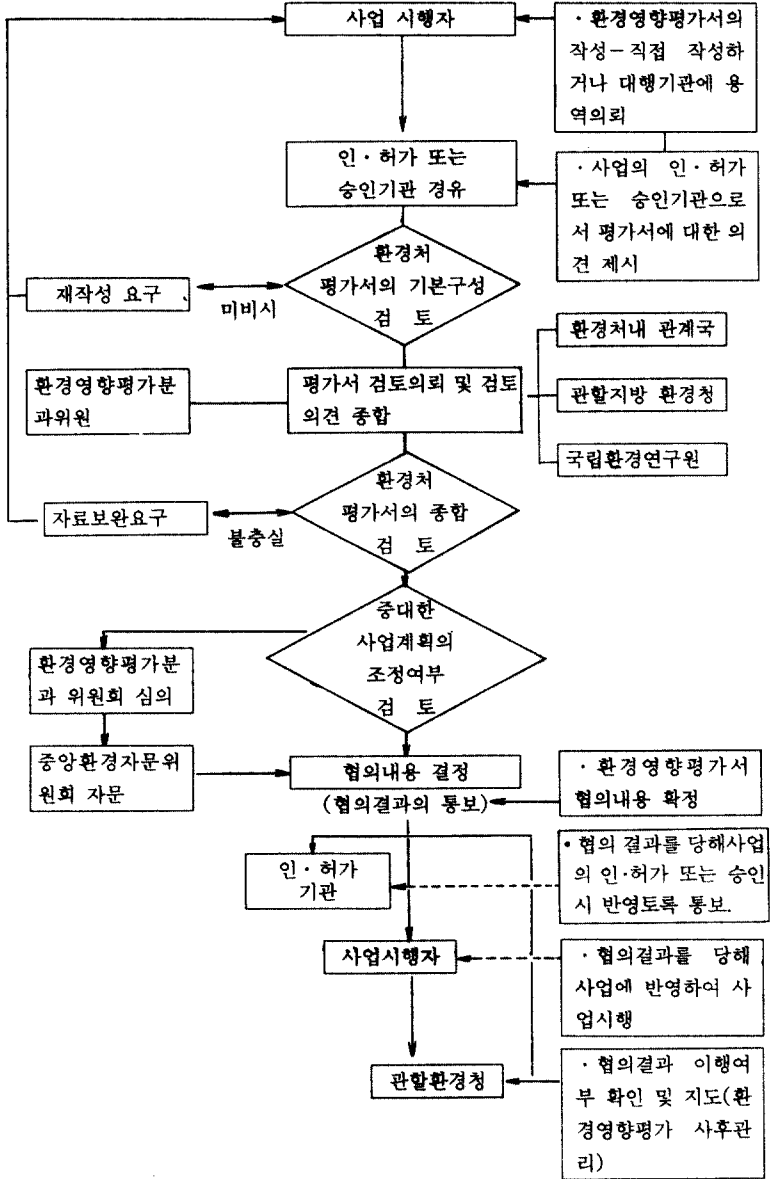 사업 시행자
· 환경영향평가서의
작성－직접 작성하
거나 대행기관에 용
역의뢰
인 · 허가 또는
승인기관 경유
· 사업의 인 · 허가
또는 승인기관으로
서 평가서에 대한 의
견 제시
환경처
평가서의 기본구성
검 토
재작성 요구
미비시
환경처내 관계국
환경영향평가분
과위원
평가서 검토의뢰 및 검토
의견 종합
관할지방 환경청
국립환경연구원
환경처
평가서의 종합
검 토
자료보완요구
불충실
중대한
사업계획의
조정여부
검 토
환경영향평가분
과 위원회 심의
중앙환경자문위
원회 자문
협의내용 결정
(협의결과의 통보)
· 환경영향평가서
협의내용 확정
인 · 허가
기관
• 협의 결과를 당해사업
의 인·허가 또는 승인
시 반영토록 통보.
사업시행자
· 협의결과를 당해
사업에 반영하여 사
업시행
관할환경청
· 협의결과 이행여
부 확인 및 지도(환
경영향평가 사후관
리)